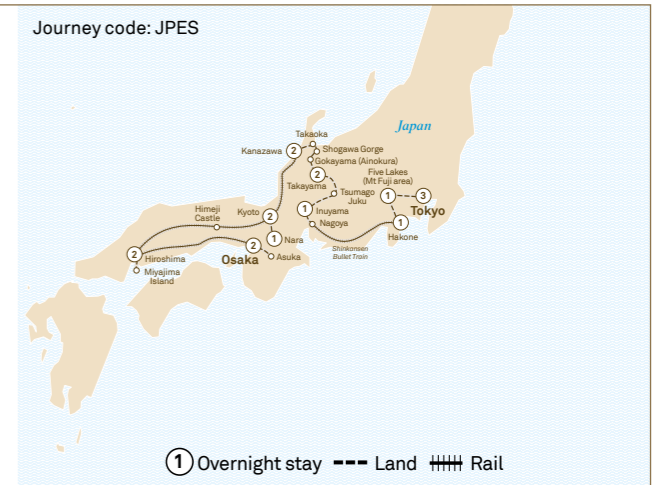 Journey code: JPES
Japan
Takaoka
Kanazawa
2
Shogawa Gorge
Gokayama (Ainokura)
2
Takayama
Five Lakes
(Mt Fuji area)
1
3
Tokyo
Tsumago
Juku
1
Inuyama
Nagoya
1
Hakone
Shinkansen
Bullet Train
Himeji
Castle
Kyoto
2
1
Nara
2
Osaka
Asuka
2
Hiroshima
Miyajima
Island
1 Overnight stay Land Rail